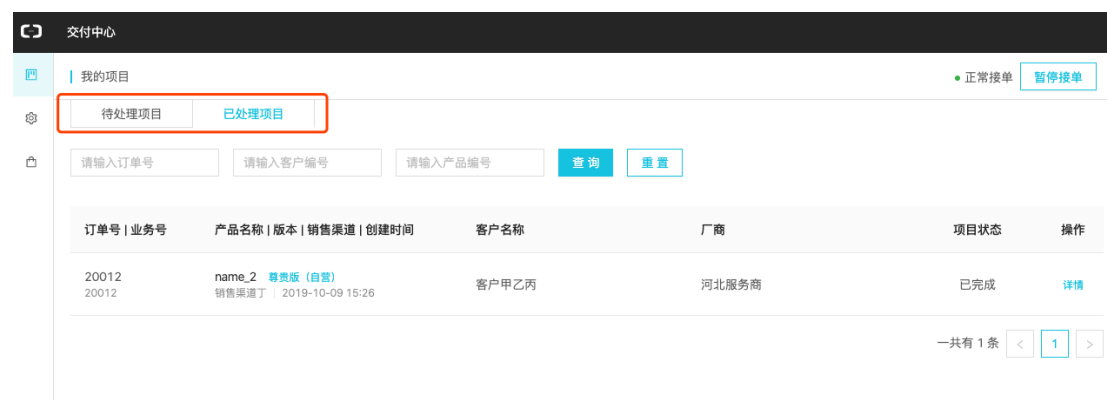 交付中心
我的项目
正常接单 暂停接单
待处理项目 已处理项目
请输入订单号 请输入客户编号 请输入产品编号 查 询 重 置
订单号 | 业务号 产品名称 | 版本 | 销售渠道 | 创建时间 客户名称 厂商 项目状态 操作
20012 name_2 尊贵版（自营） 客户甲乙丙 河北服务商 已完成 详情
20012 销售渠道丁 | 2019-10-09 15:26
一共有 1 条 < 1 >